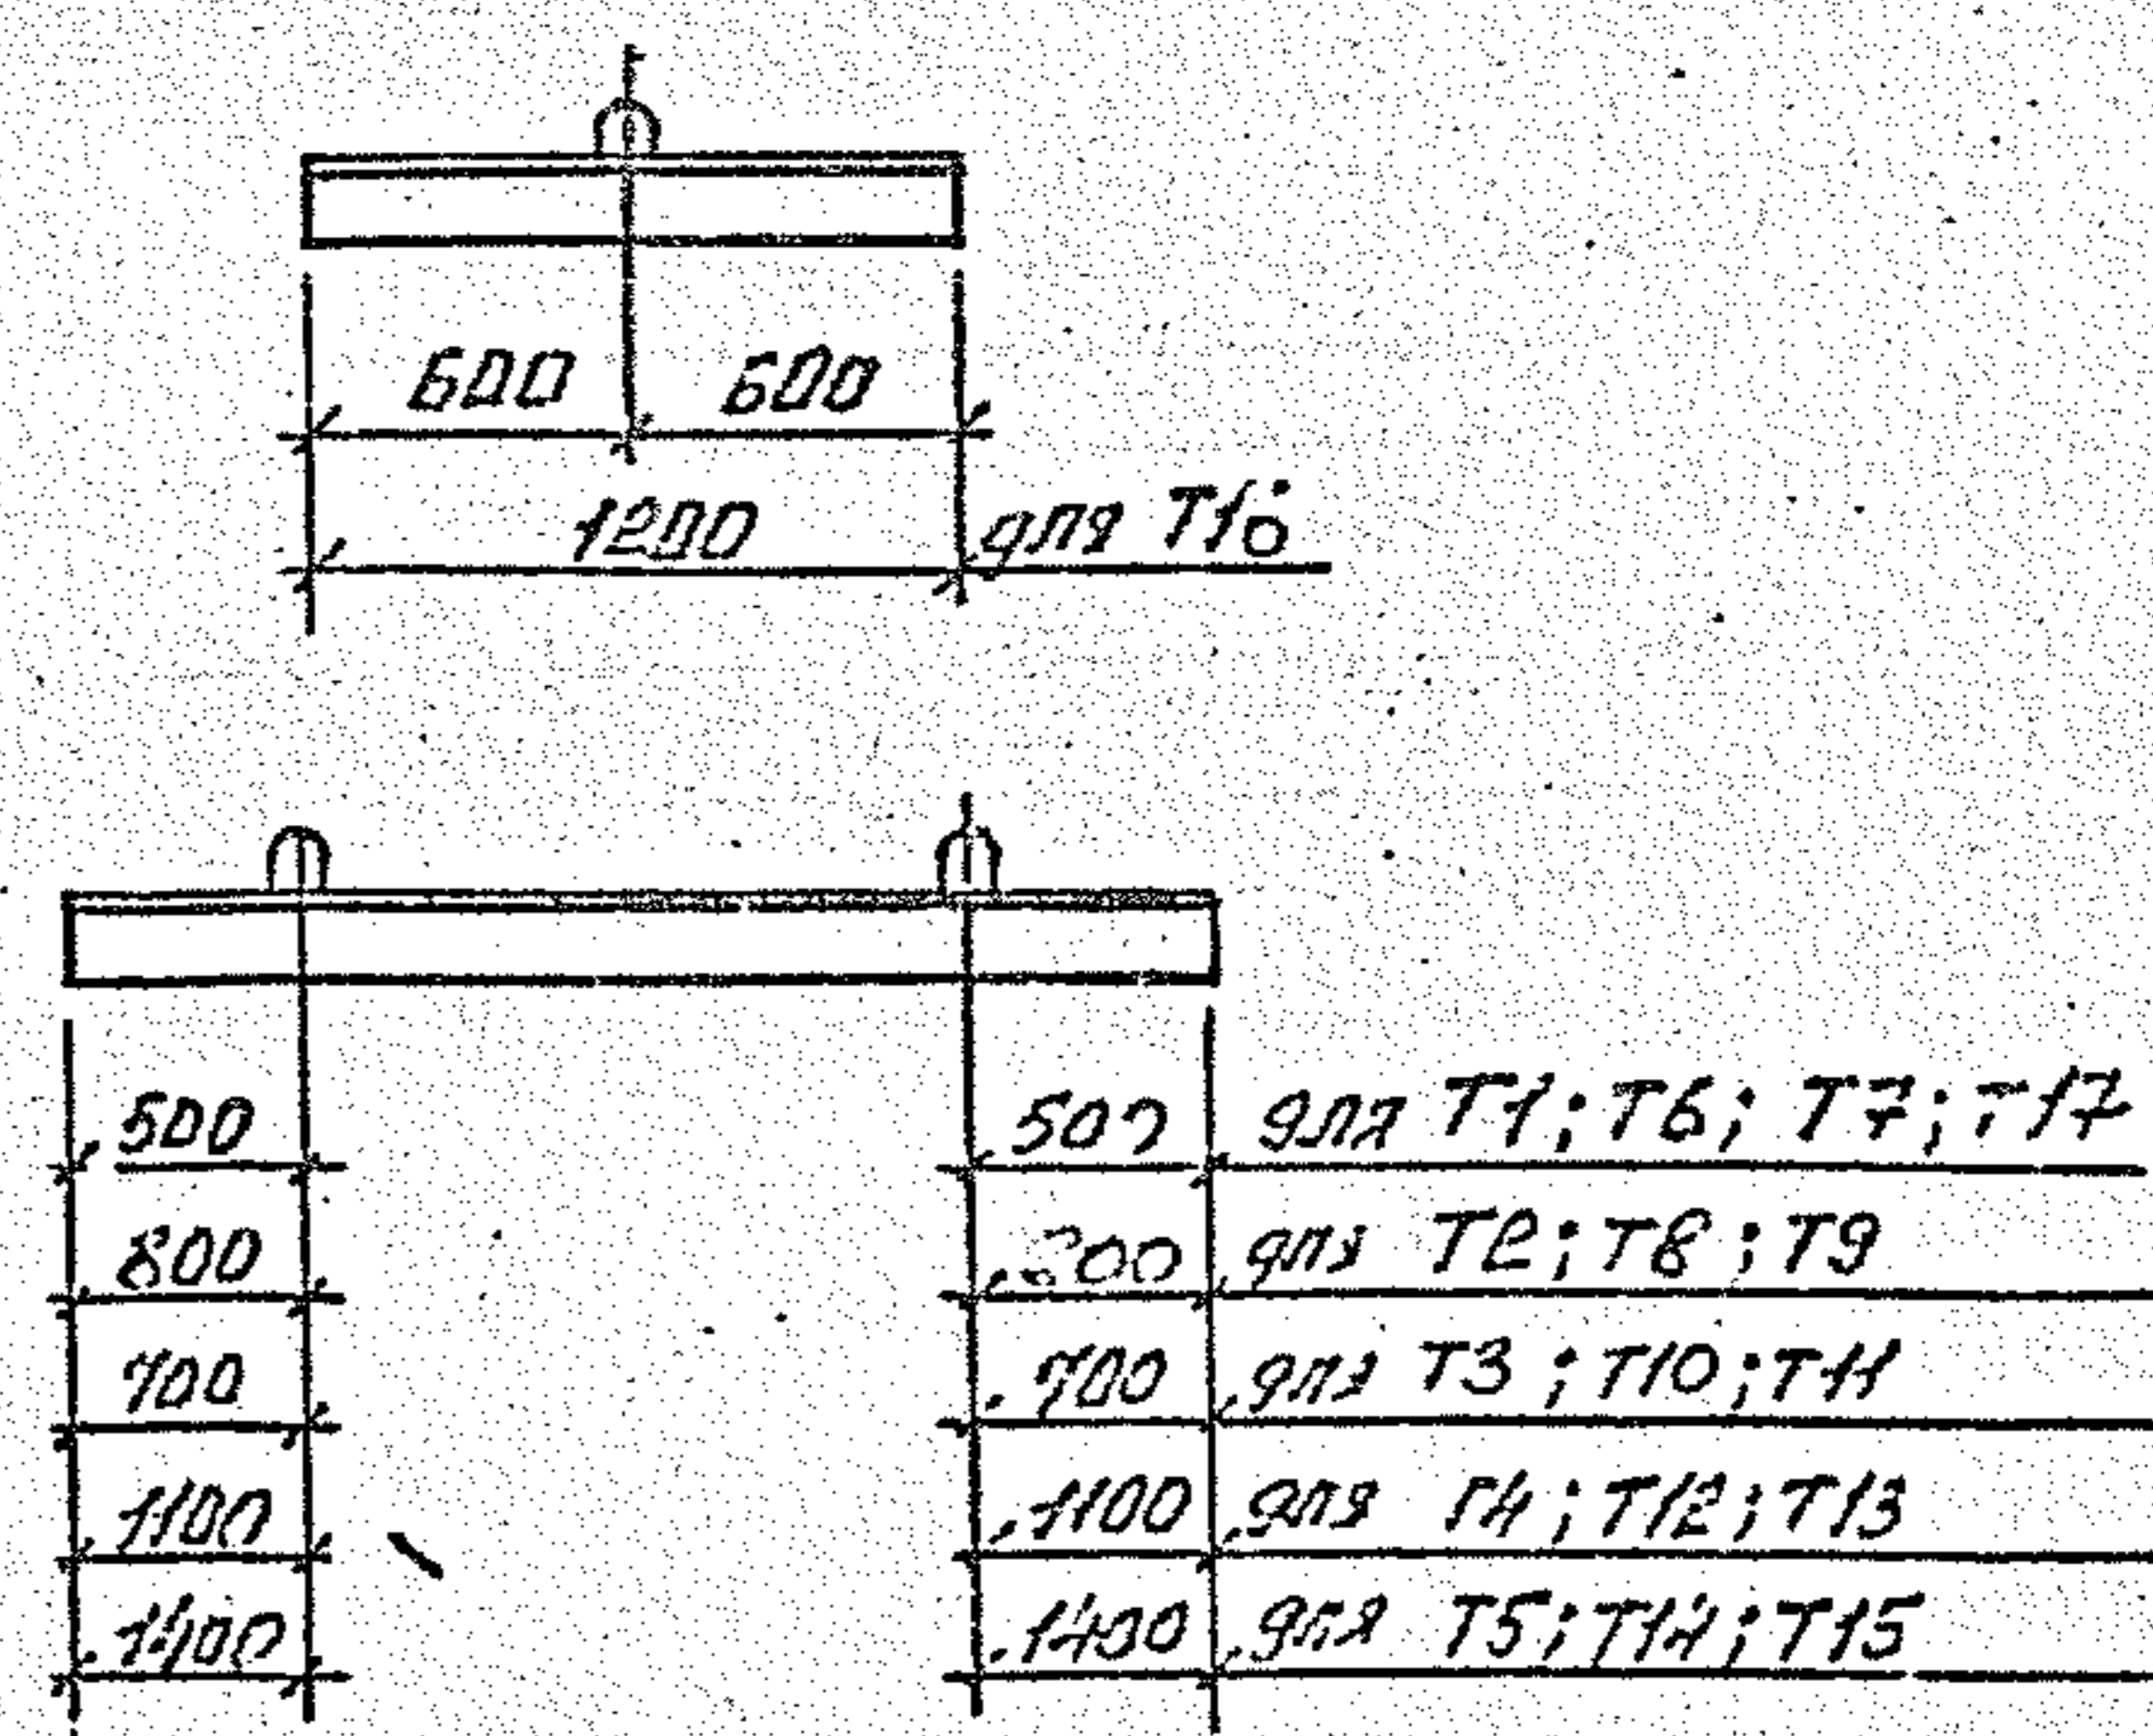 600 600
1200 для Т16
500 500 для Т1; Т6; Т7; Т17
800 800 для Т2; Т8; Т9
700 700 для Т3; Т10; Т11
1100 1100 для Т4; Т12; Т13
1400 1400 для Т5; Т14; Т15